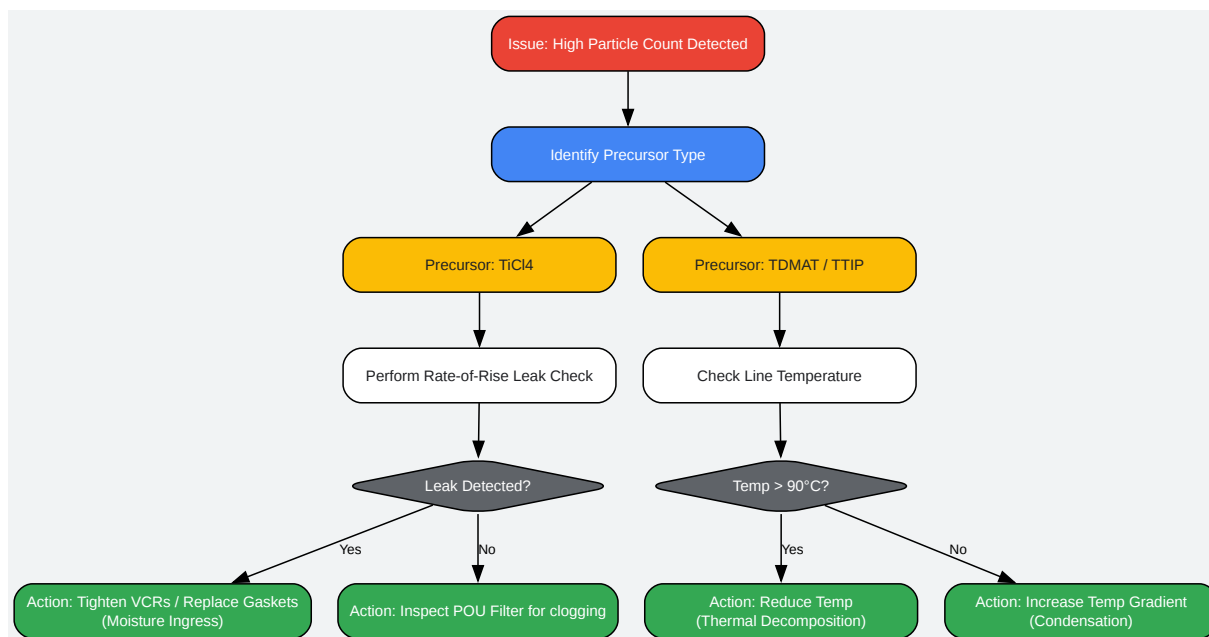 Issue: High Particle Count Detected
Identify Precursor Type
Precursor: TiCl4
Precursor: TDMAT / TTIP
Perform Rate-of-Rise Leak Check
Check Line Temperature
Leak Detected?
Temp > 90°C?
Yes
No
Yes
No
Action: Tighten VCRs / Replace Gaskets
(Moisture Ingress)
Action: Inspect POU Filter for clogging
Action: Reduce Temp
(Thermal Decomposition)
Action: Increase Temp Gradient
(Condensation)